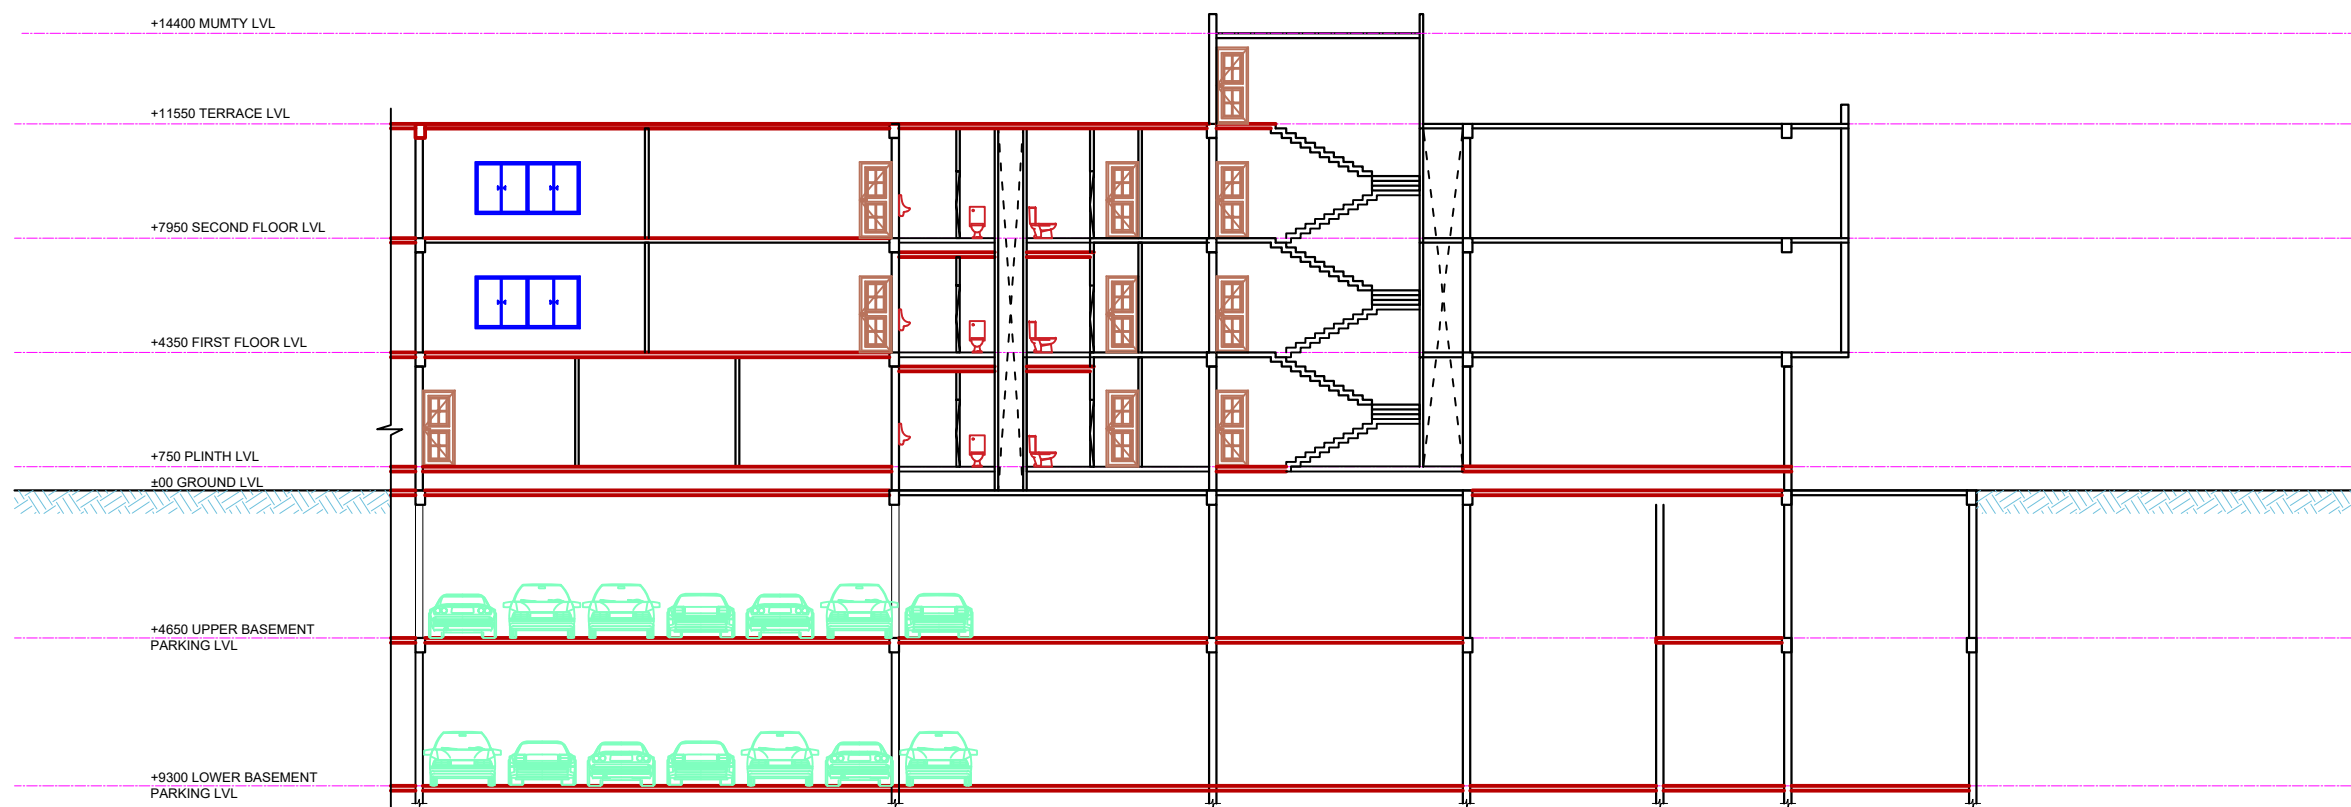 +14400 MUMTY LVL
+11550 TERRACE LVL
+7950 SECOND FLOOR LVL
+4350 FIRST FLOOR LVL
+750 PLINTH LVL
±00 GROUND LVL
+4650 UPPER BASEMENT
PARKING LVL
+9300 LOWER BASEMENT
PARKING LVL